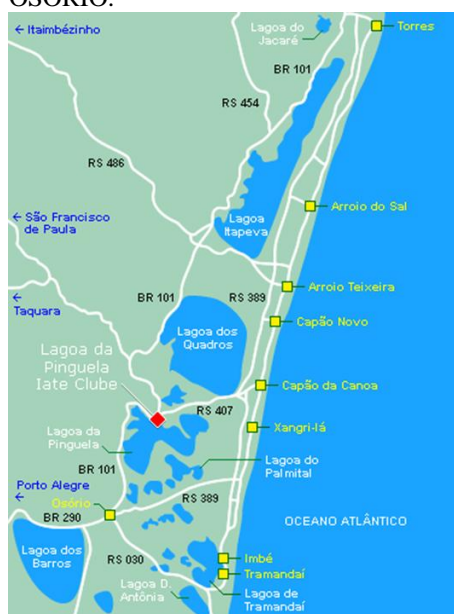 OSÓRIO.
← Itaimbézinho
Lagoa do
Jacaré
Torres
BR 101
RS 454
RS 486
← São Francisco
de Paula
Lagoa
Itapeva
Arroio do Sal
←
Taquara
BR 101
RS 389
Arroio Teixeira
Capão Novo
Lagoa dos
Quadros
Lagoa da
Pinguela
Iate Clube
Capão da Canoa
RS 407
Xangri-lá
Lagoa da
Pinguela
BR 101
Lagoa do
Palmital
Porto Alegre
←
Osório
RS 389
BR 290
OCEANO ATLÂNTICO
Lagoa dos
Barros
RS 030
Imbé
Tramandaí
Lagoa D.
Antônia
Lagoa de
Tramandaí